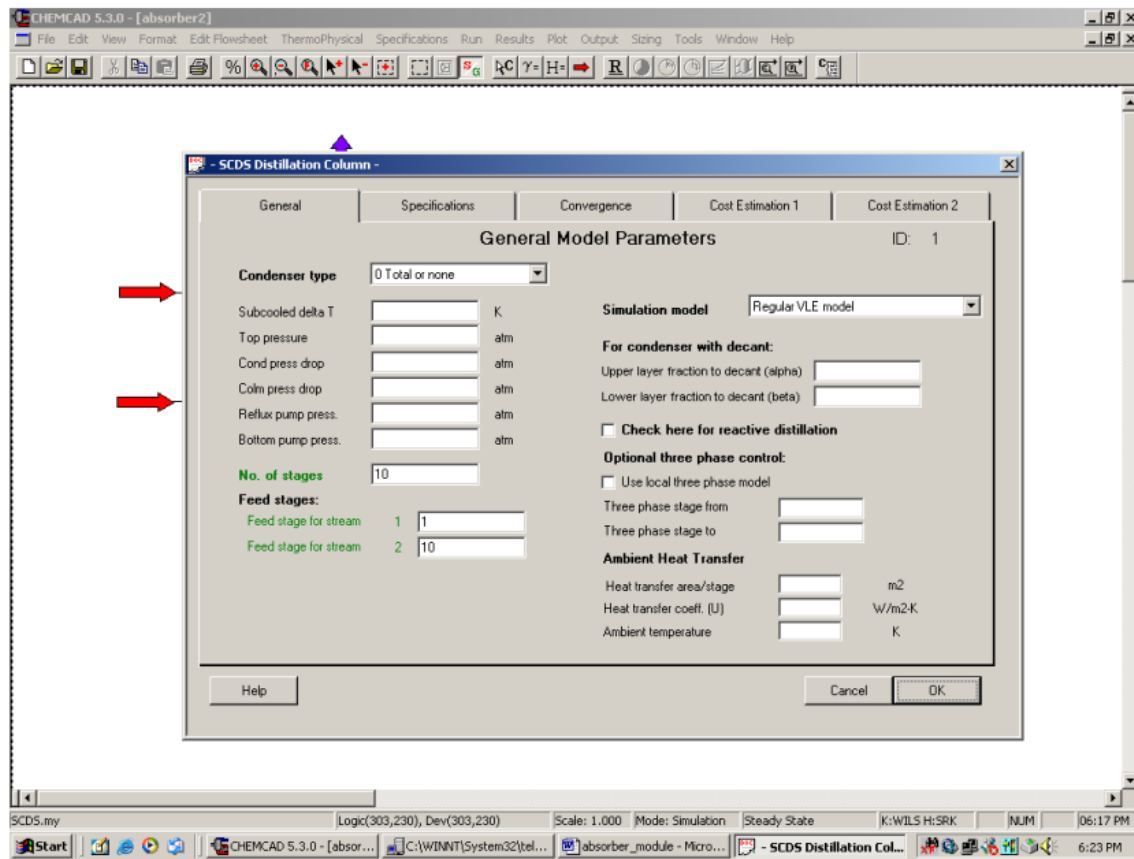 CHEMCAD 5.3.0 - [absorber2]
File Edit View Format Edit Flowsheet ThermoPhysical Specifications Run Results Plot Output Sizing Tools Window Help
% S G C γ= H= R C
- SCDS Distillation Column -
General Specifications Convergence Cost Estimation 1 Cost Estimation 2
General Model Parameters ID: 1
Condenser type 0 Total or none
Simulation model Regular VLE model
Subcooled delta T K
Top pressure atm
Cond press drop atm
Colm press drop atm
Reflux pump press. atm
Bottom pump press. atm
No. of stages 10
Feed stages:
Feed stage for stream 1 1
Feed stage for stream 2 10
For condenser with decant:
Upper layer fraction to decant (alpha)
Lower layer fraction to decant (beta)
Check here for reactive distillation
Optional three phase control:
Use local three phase model
Three phase stage from
Three phase stage to
Ambient Heat Transfer
Heat transfer area/stage m2
Heat transfer coeff. (U) W/m2-K
Ambient temperature K
Help Cancel OK
SCDS.my Logic(303,230), Dev(303,230) Scale: 1.000 Mode: Simulation Steady State K:WILS H:SRK NUM 06:17 PM
Start CHEMCAD 5.3.0 - [absor... C:\WINNT\System32\tel... absorber_module - Micro... - SCDS Distillation Col... 6:23 PM